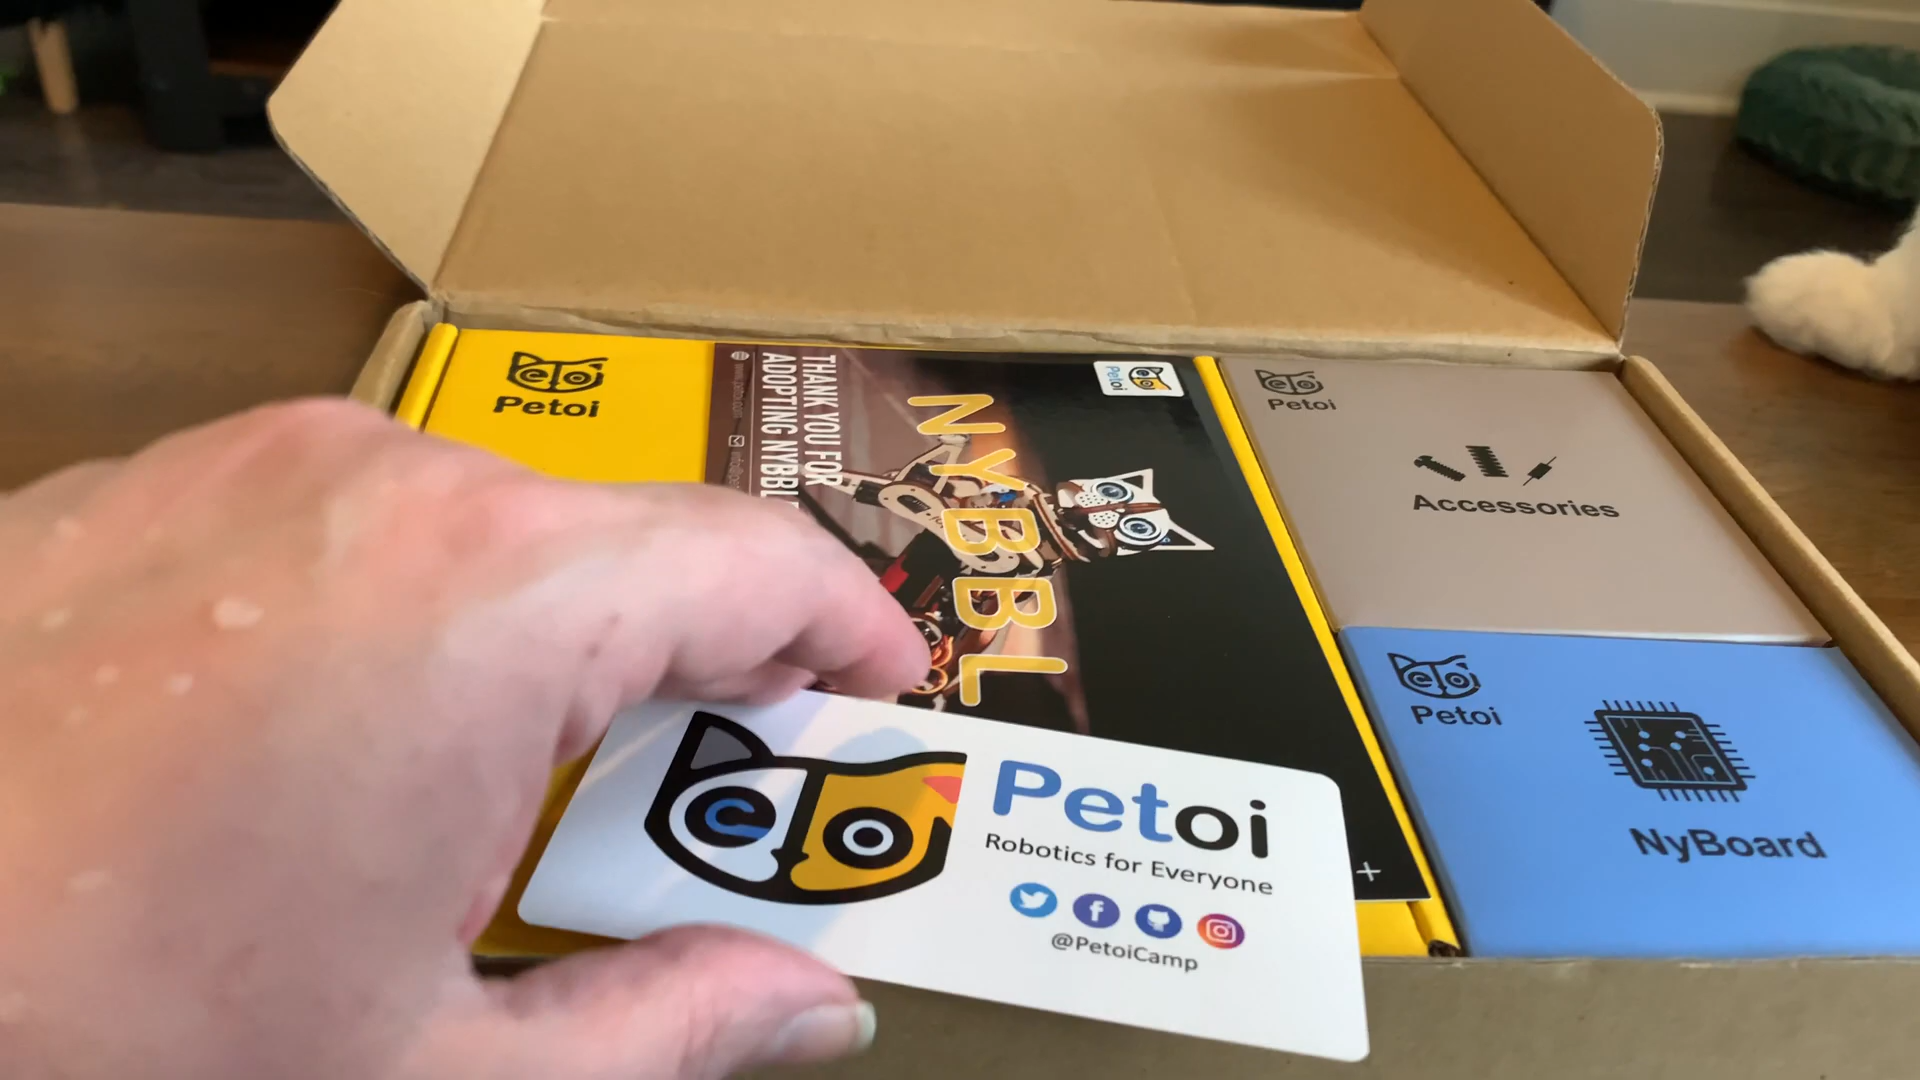 Petoi
THANK YOU FOR
ADOPTING NYBBL
Petoi
NYBBL
+
Petoi
Accessories
Petoi
NyBoard
Petoi
Robotics for Everyone
@PetoiCamp